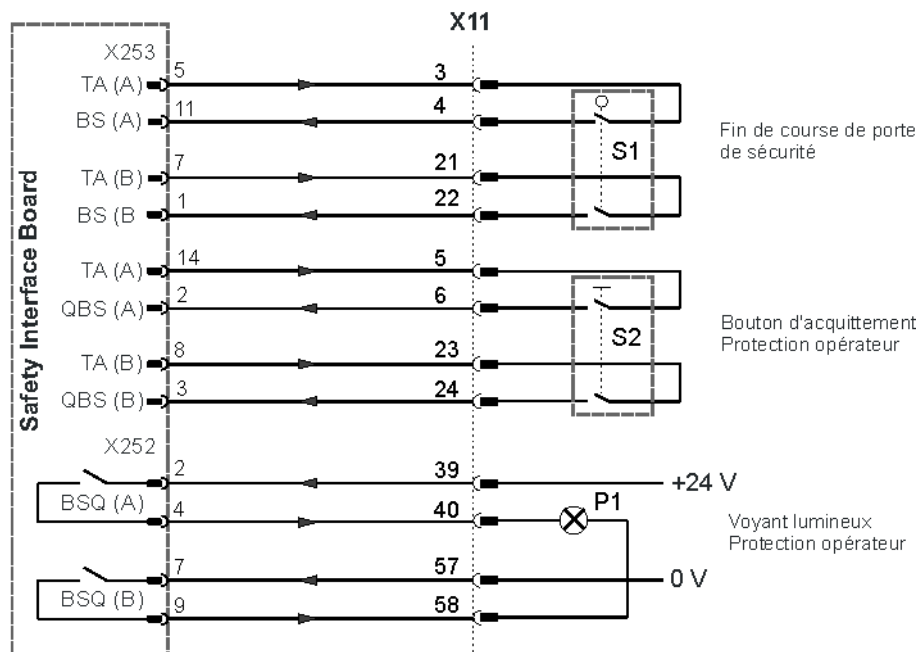 X11
Safety Interface Board
X253
TA (A) 5 3
BS (A) 11 4
S1
Fin de course de porte
de sécurité
TA (B) 7 21
BS (B 1 22
TA (A) 14 5
QBS (A) 2 6
S2
Bouton d'acquittement
Protection opérateur
TA (B) 8 23
QBS (B) 3 24
X252
2 39 +24 V
BSQ (A)
4 40 P1
Voyant lumineux
Protection opérateur
7 57 0 V
BSQ (B)
9 58